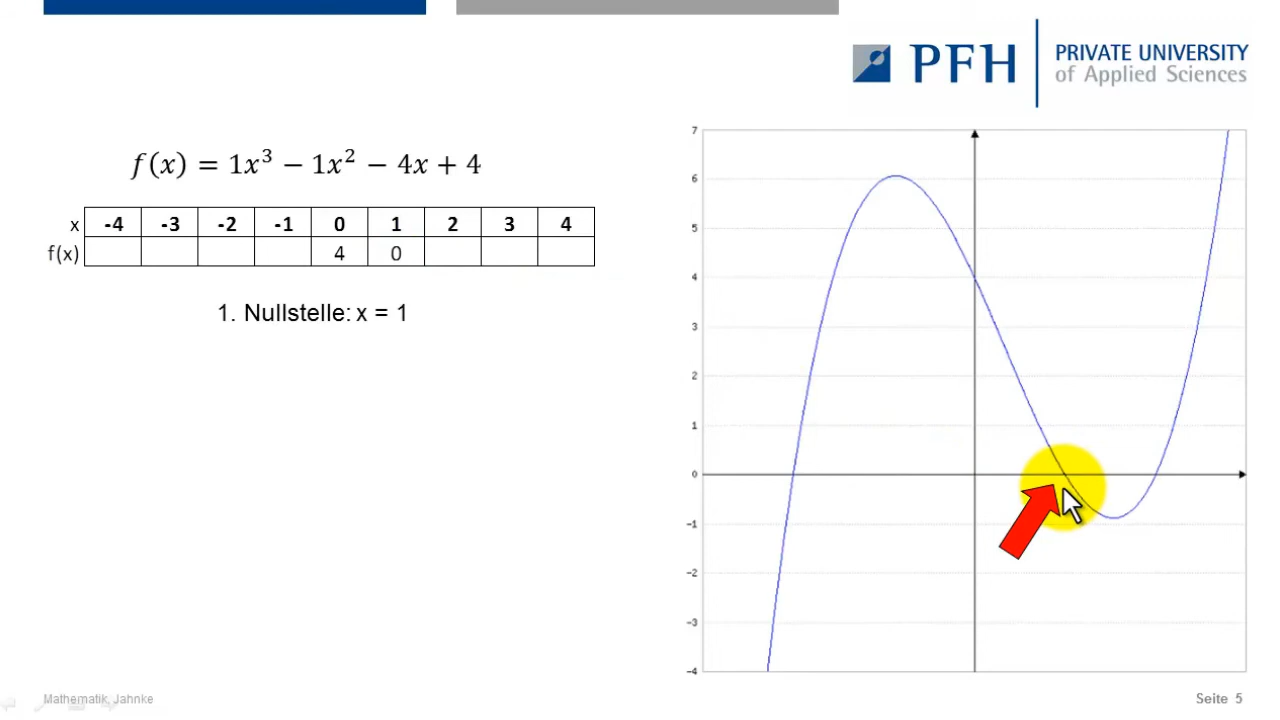 PFH
PRIVATE UNIVERSITY
of Applied Sciences
f(x) = 1x³ − 1x² − 4x + 4
x -4 -3 -2 -1 0 1 2 3 4
f(x) 4 0
1. Nullstelle: x = 1
7
6
5
4
3
2
1
0
-1
-2
-3
-4
Mathematik, Jahnke
Seite 5